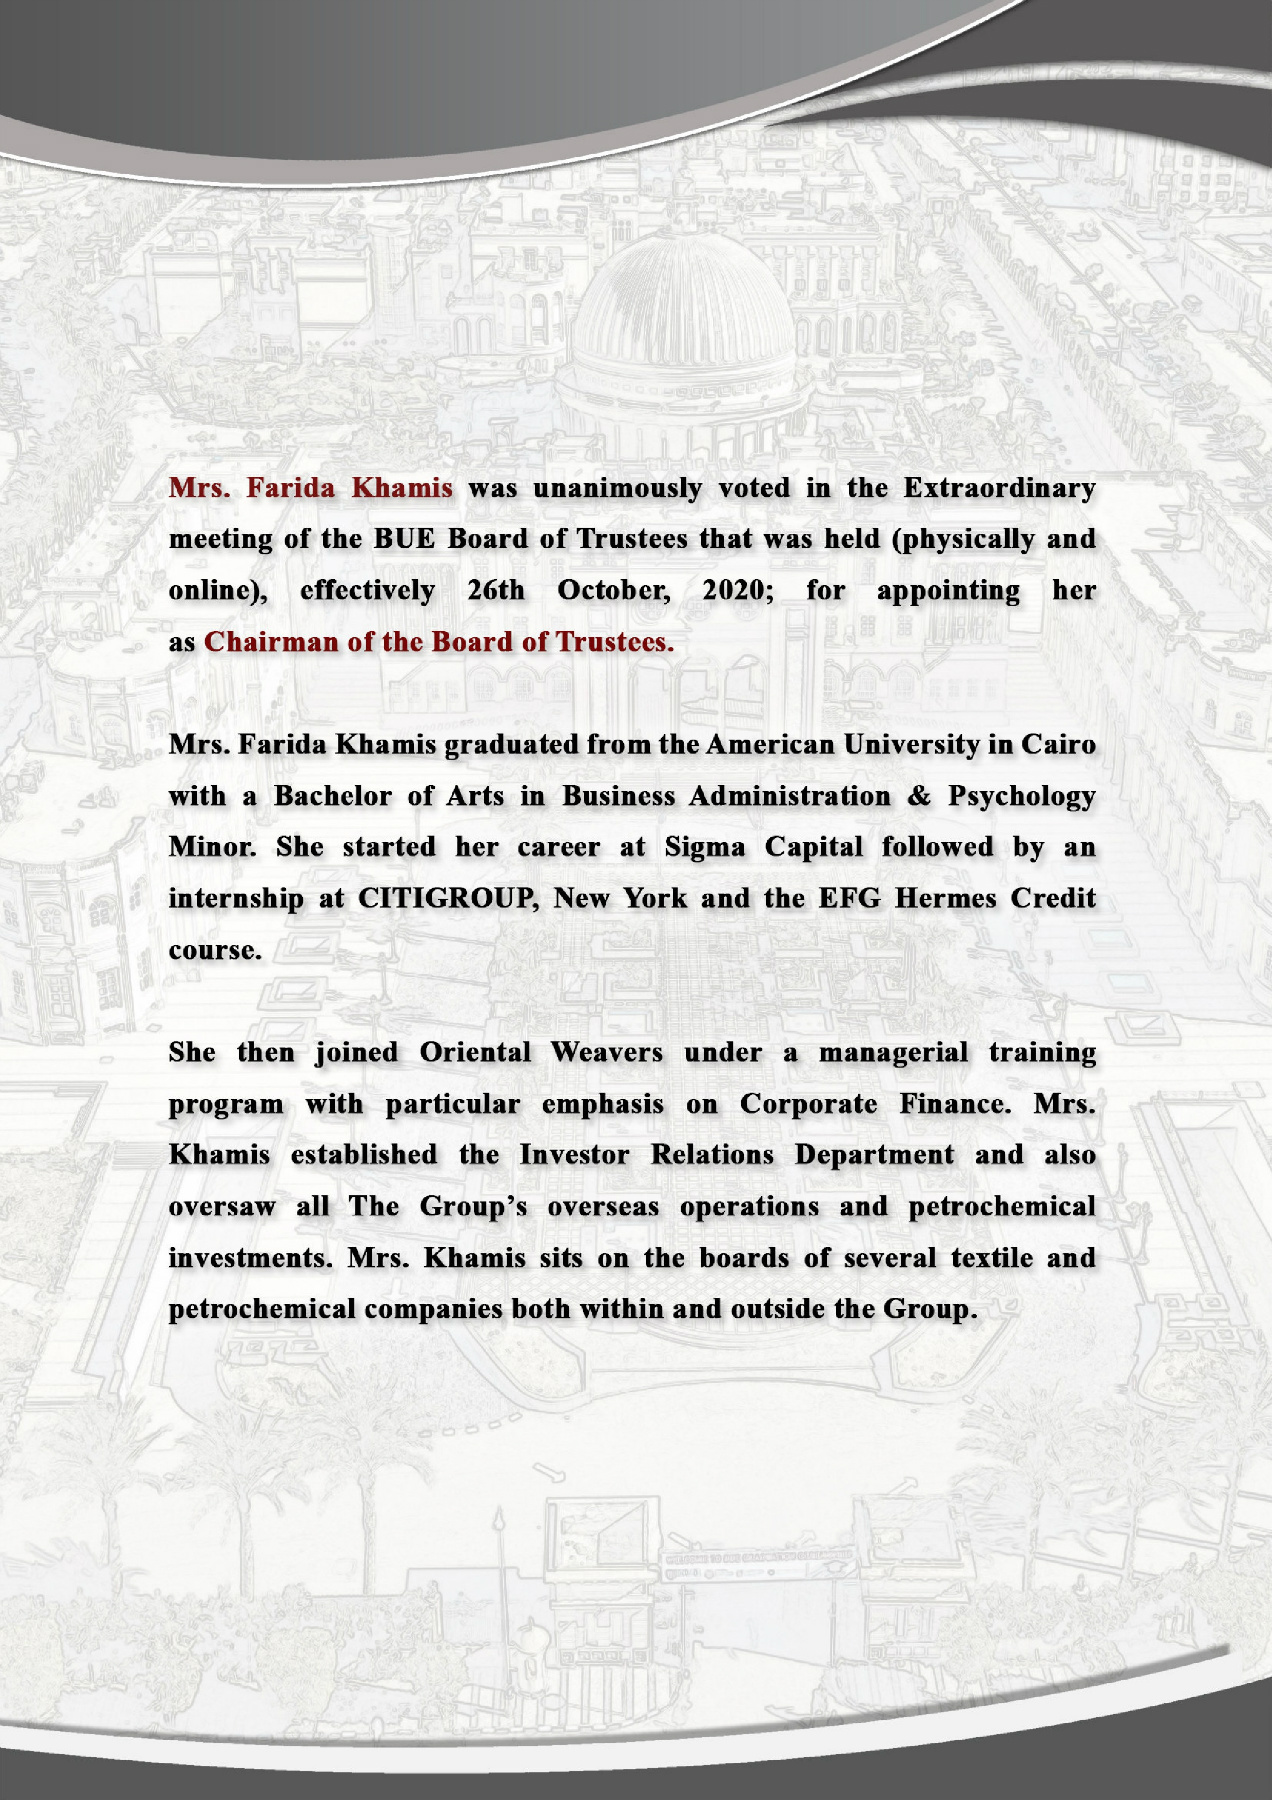 Mrs. Farida Khamis was unanimously voted in the Extraordinary
meeting of the BUE Board of Trustees that was held (physically and
online), effectively 26th October, 2020; for appointing her
as Chairman of the Board of Trustees.
Mrs. Farida Khamis graduated from the American University in Cairo
with a Bachelor of Arts in Business Administration & Psychology
Minor. She started her career at Sigma Capital followed by an
internship at CITIGROUP, New York and the EFG Hermes Credit
course.
She then joined Oriental Weavers under a managerial training
program with particular emphasis on Corporate Finance. Mrs.
Khamis established the Investor Relations Department and also
oversaw all The Group’s overseas operations and petrochemical
investments. Mrs. Khamis sits on the boards of several textile and
petrochemical companies both within and outside the Group.